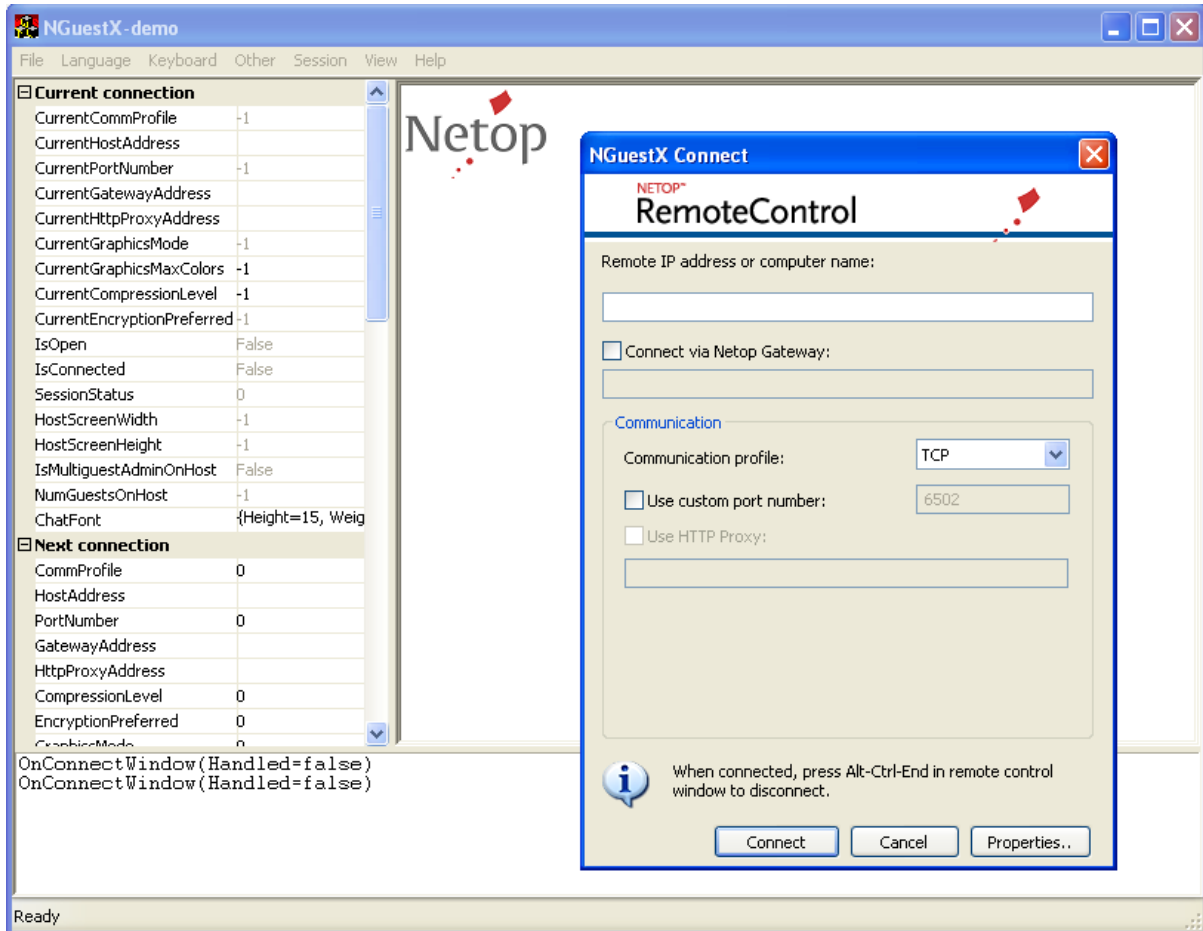 NGuestX-demo
File Language Keyboard Other Session View Help
Current connection
CurrentCommProfile -1
CurrentHostAddress
CurrentPortNumber -1
CurrentGatewayAddress
CurrentHttpProxyAddress
CurrentGraphicsMode -1
CurrentGraphicsMaxColors -1
CurrentCompressionLevel -1
CurrentEncryptionPreferred -1
IsOpen False
IsConnected False
SessionStatus 0
HostScreenWidth -1
HostScreenHeight -1
IsMultiguestAdminOnHost False
NumGuestsOnHost -1
ChatFont {Height=15, Weig
Next connection
CommProfile 0
HostAddress
PortNumber 0
GatewayAddress
HttpProxyAddress
CompressionLevel 0
EncryptionPreferred 0
GraphicsMode 0
Netop
NGuestX Connect
NETOP™
RemoteControl
Remote IP address or computer name:
Connect via Netop Gateway:
Communication
Communication profile: TCP
Use custom port number: 6502
Use HTTP Proxy:
When connected, press Alt-Ctrl-End in remote control
window to disconnect.
Connect Cancel Properties..
OnConnectWindow(Handled=false)
OnConnectWindow(Handled=false)
Ready